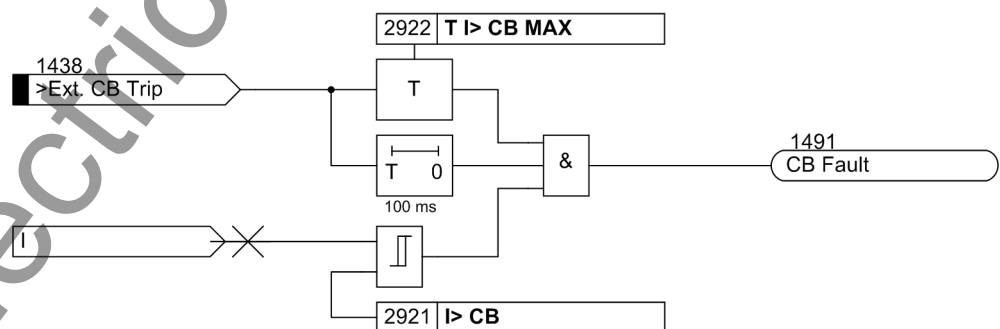 2922 T I> CB MAX
1438
>Ext. CB Trip
T
1491
&
CB Fault
T 0
100 ms
I
2921 I> CB